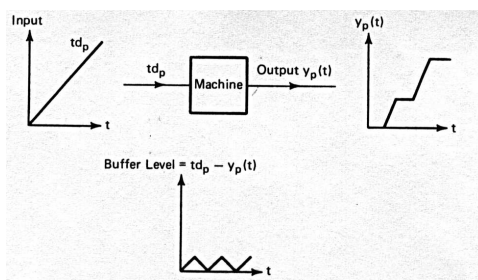 Input
td_p
t
td_p
Machine
Output y_p(t)
y_p(t)
t
Buffer Level = td_p – y_p(t)
t